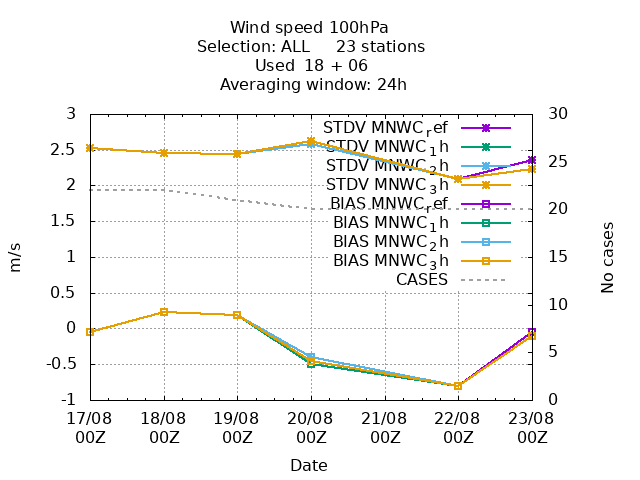 Wind speed 100hPa
Selection: ALL 23 stations
Used 18 + 06
Averaging window: 24h
3
2.5
2
1.5
1
0.5
0
-0.5
-1
m/s
30
25
20
15
10
5
0
No cases
STDV MNWC_ref
STDV MNWC_1h
STDV MNWC_2h
STDV MNWC_3h
BIAS MNWC_ref
BIAS MNWC_1h
BIAS MNWC_2h
BIAS MNWC_3h
CASES
17/08 18/08 19/08 20/08 21/08 22/08 23/08
00Z 00Z 00Z 00Z 00Z 00Z 00Z
Date